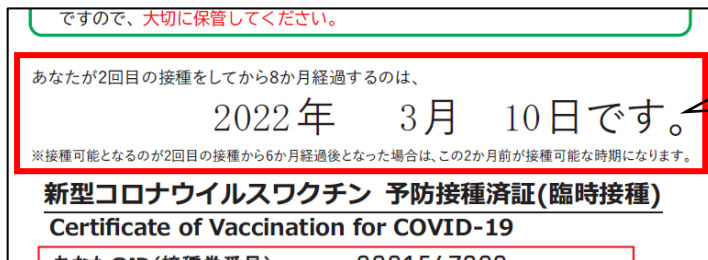 ですので、大切に保管してください。
あなたが2回目の接種をしてから8か月経過するのは、
2022年 3月 10日です。
※接種可能となるのが2回目の接種から6か月経過後となった場合は、この2か月前が接種可能な時期になります。
新型コロナウイルスワクチン 予防接種済証(臨時接種)
Certificate of Vaccination for COVID-19